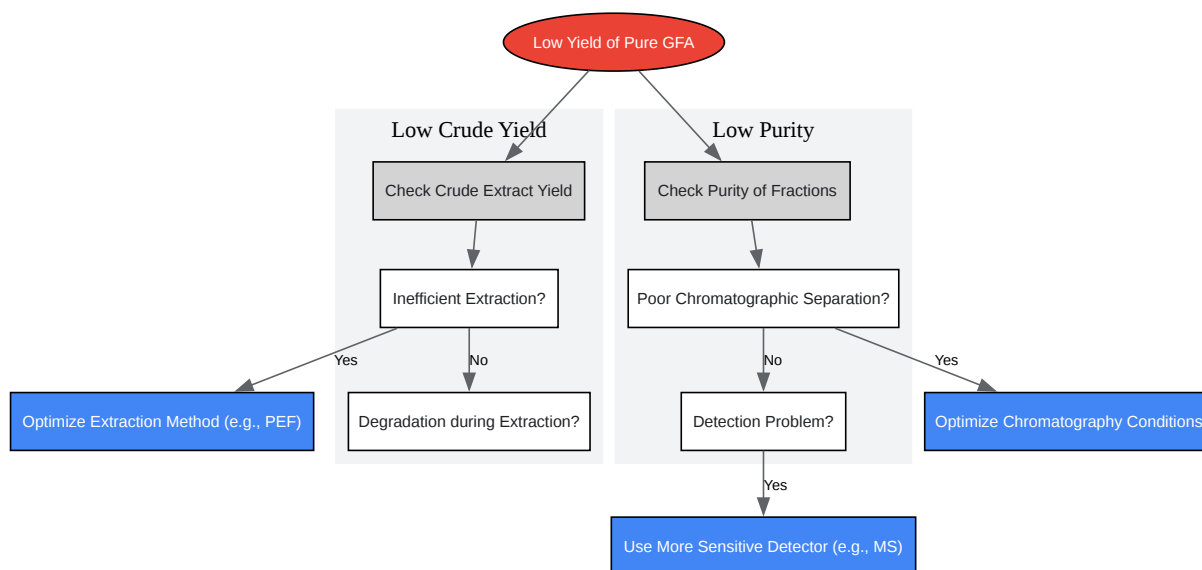 Low Yield of Pure GFA
Low Crude Yield
Low Purity
Check Crude Extract Yield
Check Purity of Fractions
Inefficient Extraction?
Poor Chromatographic Separation?
Yes
No
No
Yes
Optimize Extraction Method (e.g., PEF)
Degradation during Extraction?
Detection Problem?
Optimize Chromatography Conditions
Yes
Use More Sensitive Detector (e.g., MS)